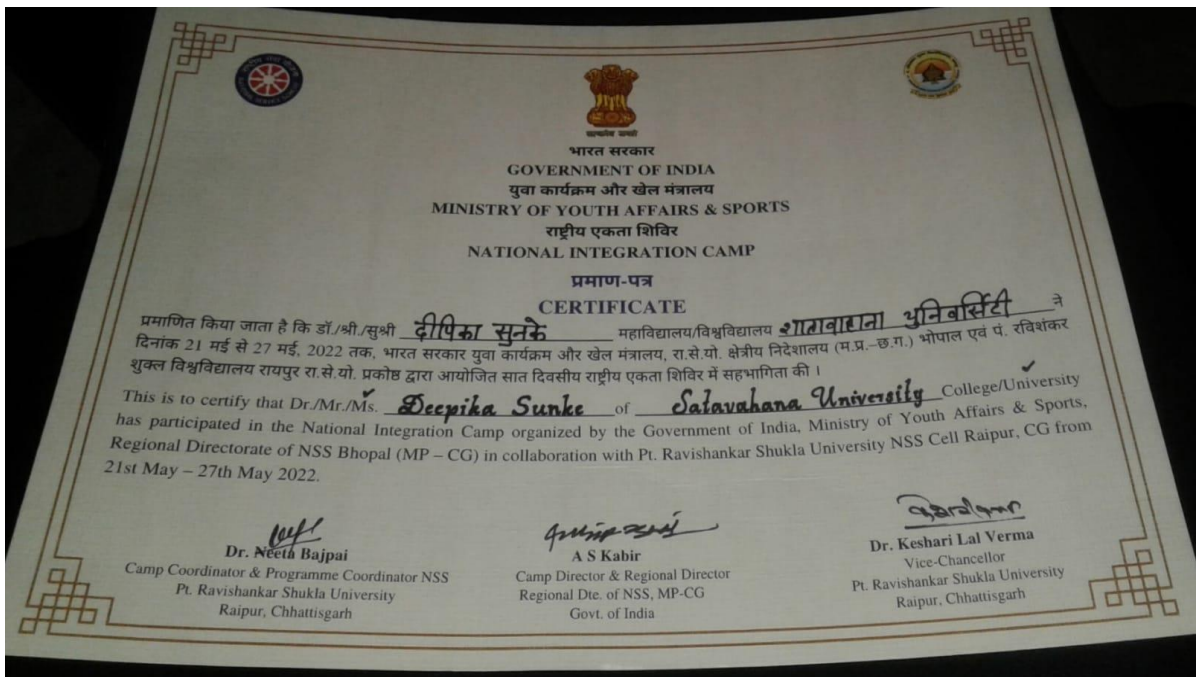 सत्यमेव जयते
भारत सरकार
GOVERNMENT OF INDIA
युवा कार्यक्रम और खेल मंत्रालय
MINISTRY OF YOUTH AFFAIRS & SPORTS
राष्ट्रीय एकता शिविर
NATIONAL INTEGRATION CAMP
प्रमाण-पत्र
CERTIFICATE
प्रमाणित किया जाता है कि डॉ./श्री./सुश्री दीपिका सुनके महाविद्यालय/विश्वविद्यालय शातावाहाना युनिवर्सिटी ने
दिनांक 21 मई से 27 मई, 2022 तक, भारत सरकार युवा कार्यक्रम और खेल मंत्रालय, रा.से.यो. क्षेत्रीय निदेशालय (म.प्र.–छ.ग.) भोपाल एवं पं. रविशंकर
शुक्ल विश्वविद्यालय रायपुर रा.से.यो. प्रकोष्ठ द्वारा आयोजित सात दिवसीय राष्ट्रीय एकता शिविर में सहभागिता की ।
This is to certify that Dr./Mr./Ms. Deepika Sunke of Satavahana University College/University
has participated in the National Integration Camp organized by the Government of India, Ministry of Youth Affairs & Sports,
Regional Directorate of NSS Bhopal (MP – CG) in collaboration with Pt. Ravishankar Shukla University NSS Cell Raipur, CG from
21st May – 27th May 2022.
Dr. Neeta Bajpai
Camp Coordinator & Programme Coordinator NSS
Pt. Ravishankar Shukla University
Raipur, Chhattisgarh
A S Kabir
Camp Director & Regional Director
Regional Dte. of NSS, MP-CG
Govt. of India
Dr. Keshari Lal Verma
Vice-Chancellor
Pt. Ravishankar Shukla University
Raipur, Chhattisgarh